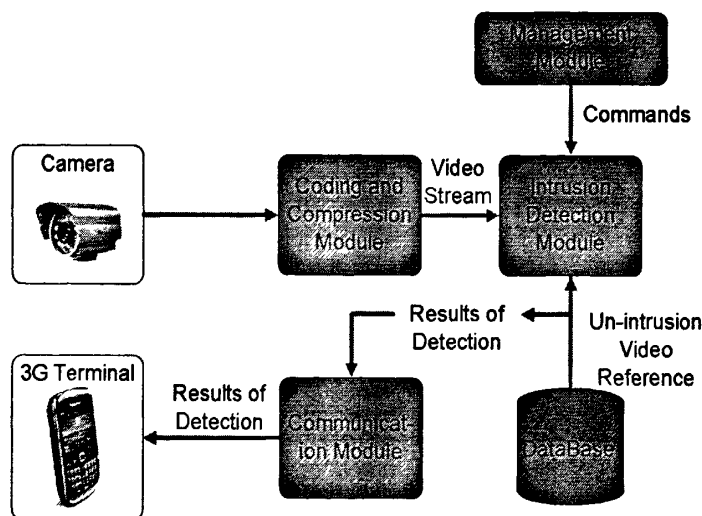 Management
Module
Commands
Camera
Coding and
Compression
Module
Video
Stream
Intrusion
Detection
Module
Results of
Detection
Un-intrusion
Video
Reference
3G Terminal
Results of
Detection
Communicat-
ion Module
DataBase